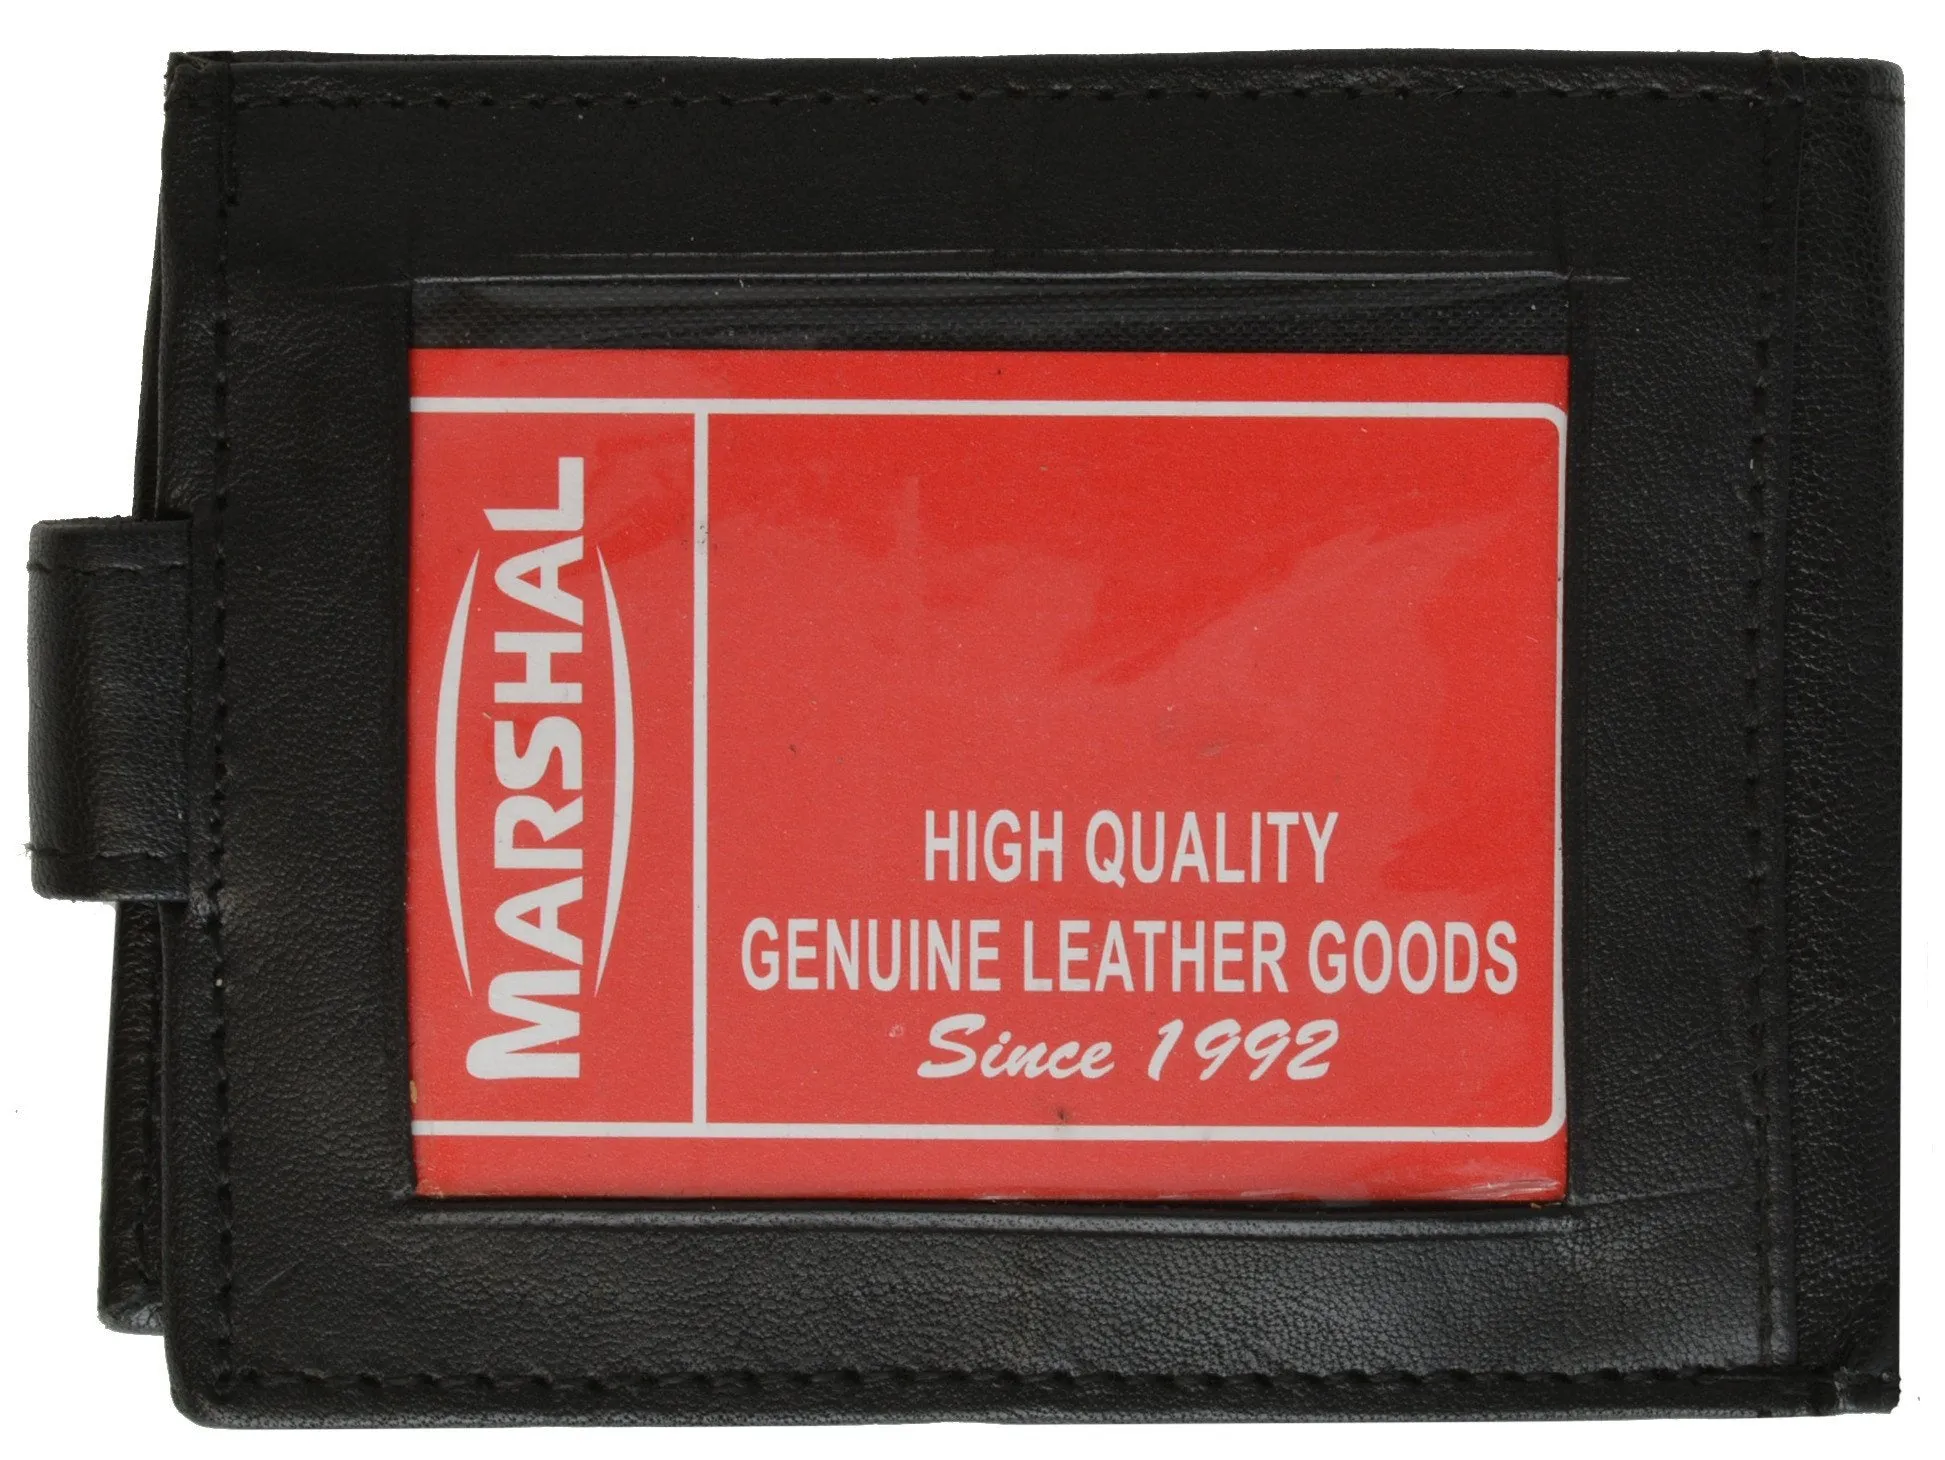 MARSHAL
HIGH QUALITY
GENUINE LEATHER GOODS
Since 1992